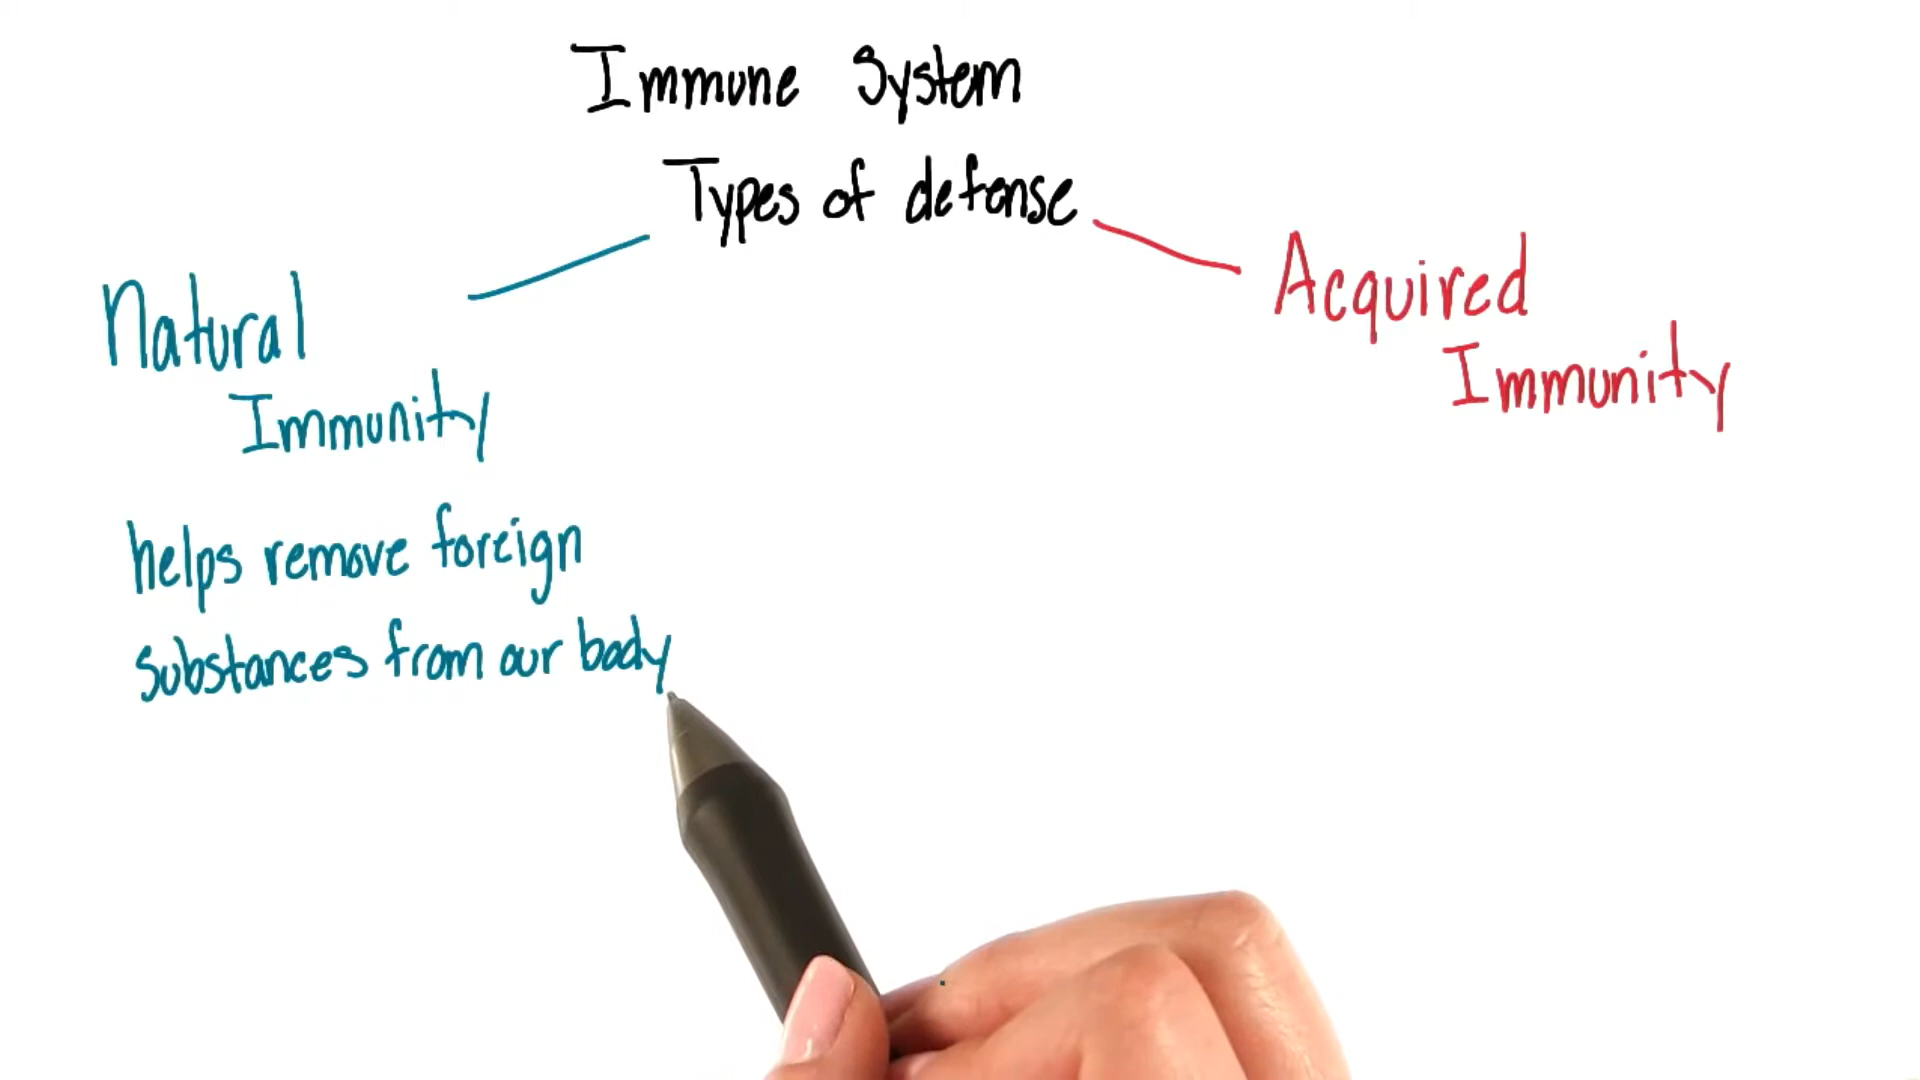 Immune System
Types of defense
Natural
Immunity
Acquired
Immunity
helps remove foreign
substances from our body